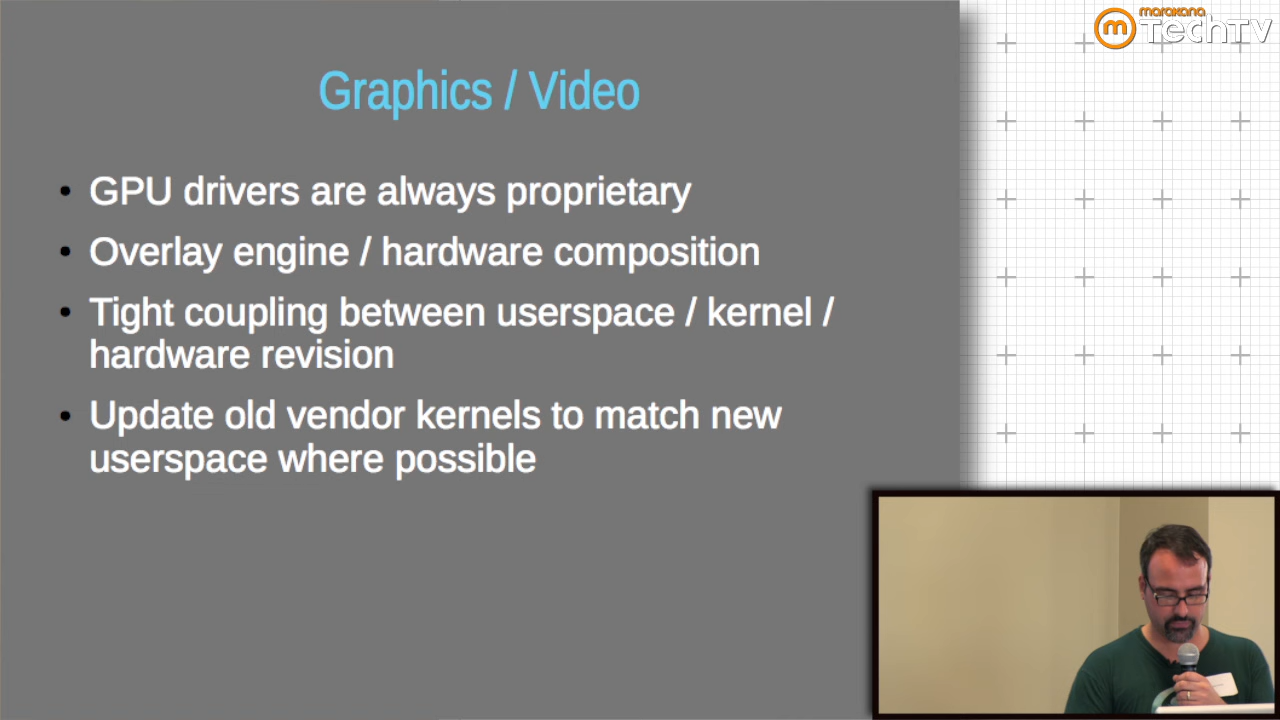 marakana
TechTV
Graphics / Video
• GPU drivers are always proprietary
• Overlay engine / hardware composition
• Tight coupling between userspace / kernel /
hardware revision
• Update old vendor kernels to match new
userspace where possible